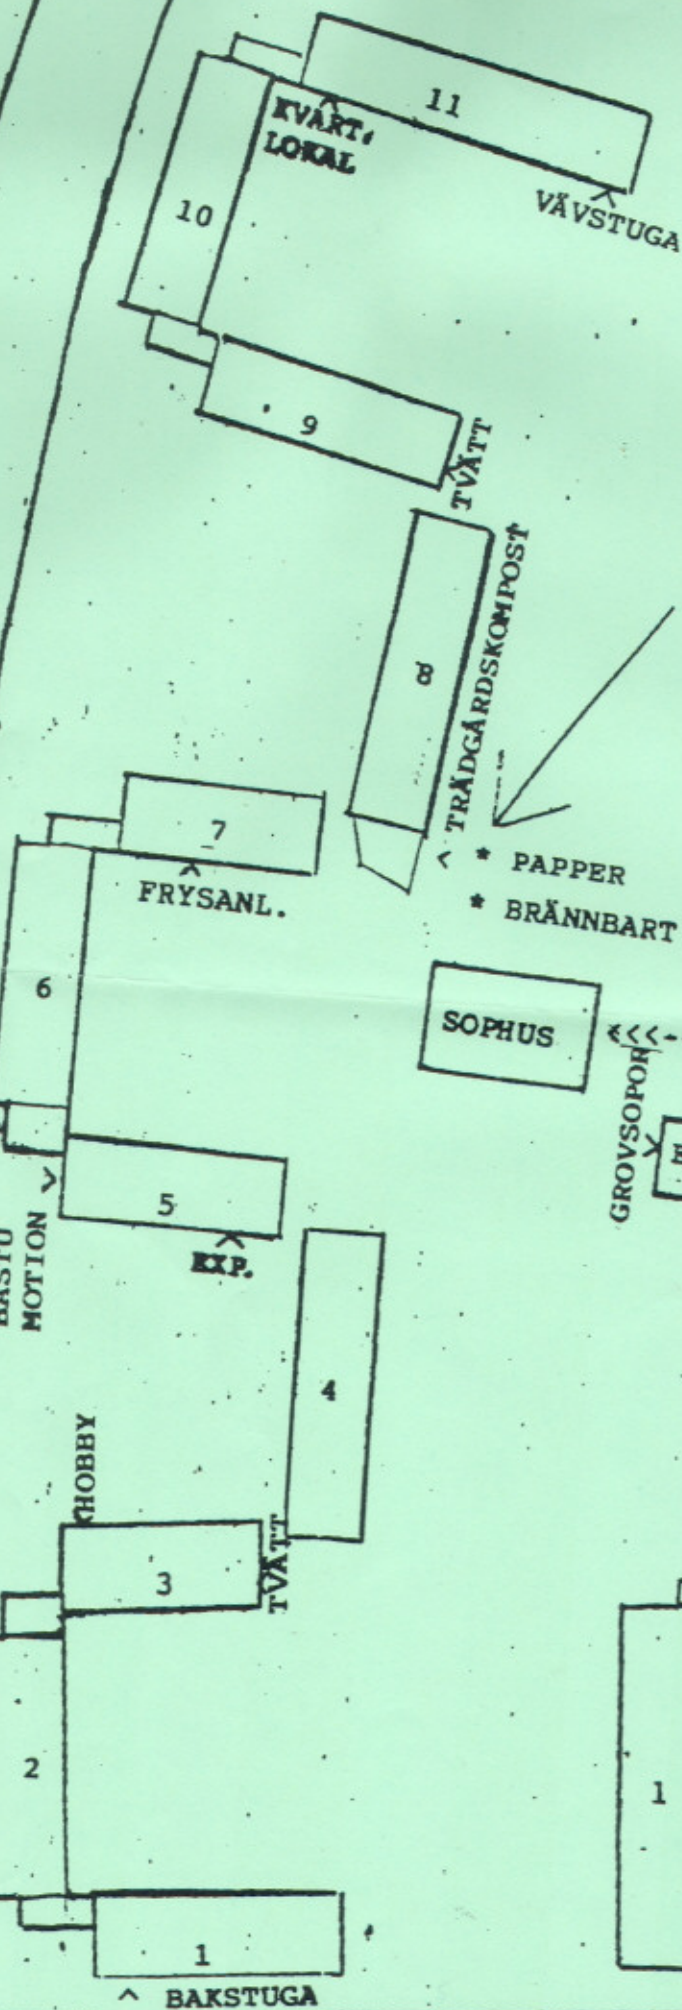 11
KVART.
LOKAL
VÄVSTUGA
10
9
TVÄTT
8
TRÄDGÅRDSKOMPOST
7
< * PAPPER
FRYSANL.
* BRÄNNBART
6
SOPHUS <<<-
GROVSOPOR
5
EXP.
BASTU
MOTION
4
HOBBY
3
TVÄTT
2
1
1
^ BAKSTUGA